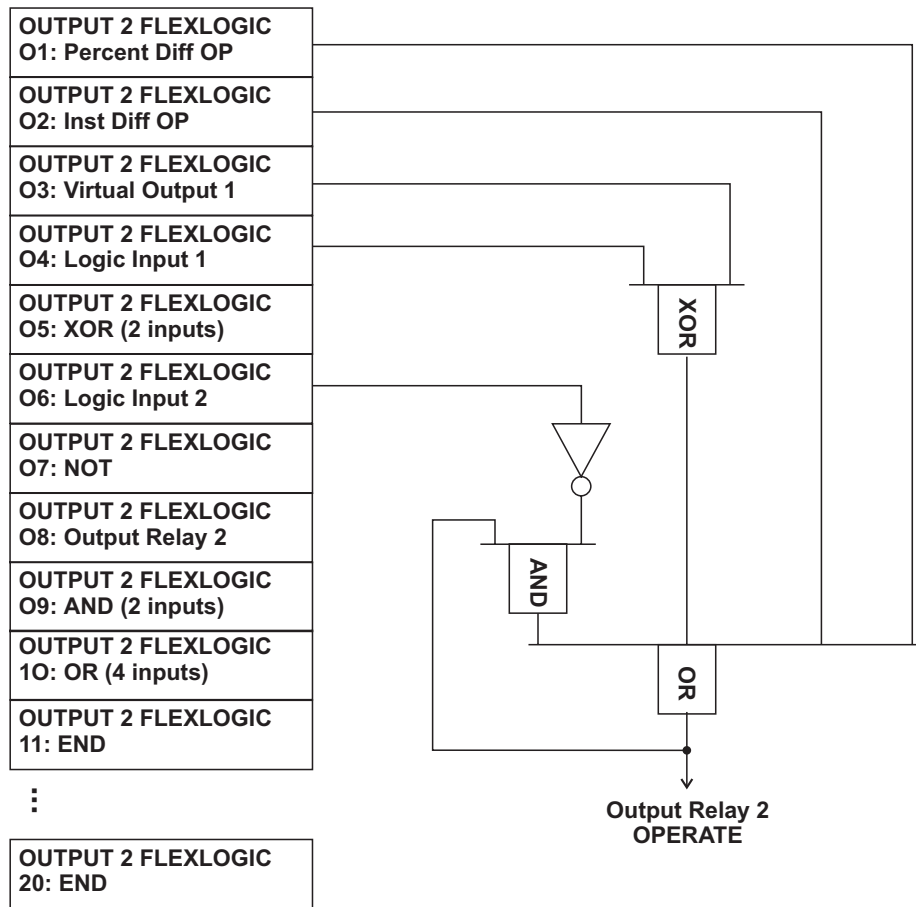 OUTPUT 2 FLEXLOGIC
O1: Percent Diff OP
OUTPUT 2 FLEXLOGIC
O2: Inst Diff OP
OUTPUT 2 FLEXLOGIC
O3: Virtual Output 1
OUTPUT 2 FLEXLOGIC
O4: Logic Input 1
OUTPUT 2 FLEXLOGIC
O5: XOR (2 inputs)
OUTPUT 2 FLEXLOGIC
O6: Logic Input 2
OUTPUT 2 FLEXLOGIC
O7: NOT
OUTPUT 2 FLEXLOGIC
O8: Output Relay 2
OUTPUT 2 FLEXLOGIC
O9: AND (2 inputs)
OUTPUT 2 FLEXLOGIC
1O: OR (4 inputs)
OUTPUT 2 FLEXLOGIC
11: END
⋮
OUTPUT 2 FLEXLOGIC
20: END
XOR
AND
OR
Output Relay 2
OPERATE